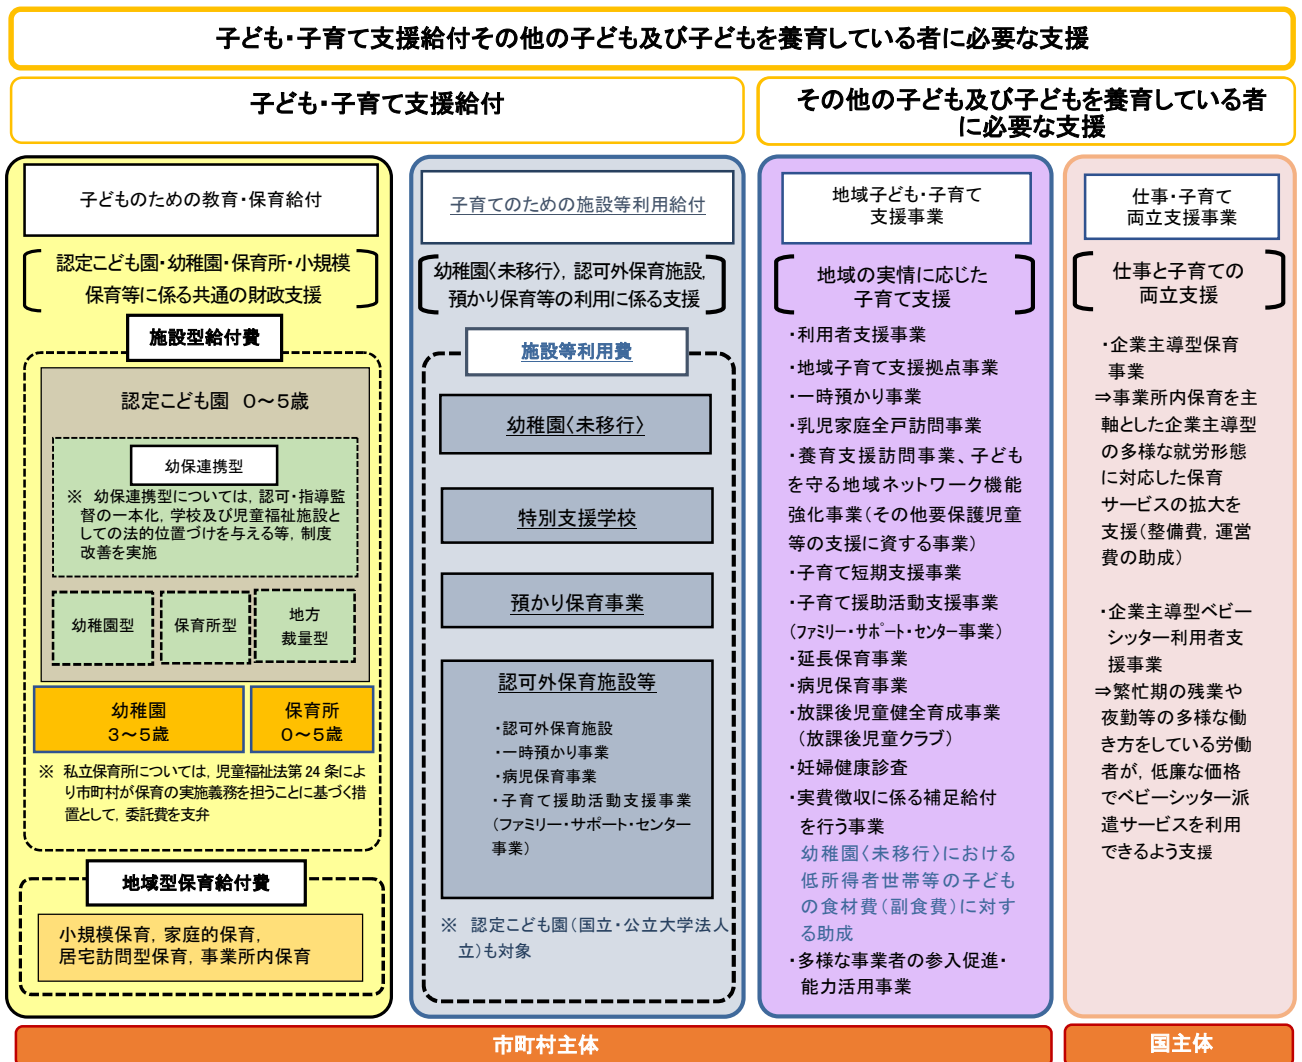 子ども・子育て支援給付その他の子ども及び子どもを養育している者に必要な支援
子ども・子育て支援給付
その他の子ども及び子どもを養育している者
に必要な支援
子どものための教育・保育給付
認定こども園・幼稚園・保育所・小規模
保育等に係る共通の財政支援
施設型給付費
認定こども園 0～5歳
幼保連携型
※ 幼保連携型については，認可・指導監
督の一本化，学校及び児童福祉施設と
しての法的位置づけを与える等，制度
改善を実施
幼稚園型
保育所型
地方
裁量型
幼稚園
3～5歳
保育所
0～5歳
※ 私立保育所については，児童福祉法第24条によ
り市町村が保育の実施義務を担うことに基づく措
置として，委託費を支弁
地域型保育給付費
小規模保育，家庭的保育，
居宅訪問型保育，事業所内保育
子育てのための施設等利用給付
幼稚園〈未移行〉，認可外保育施設，
預かり保育等の利用に係る支援
施設等利用費
幼稚園〈未移行〉
特別支援学校
預かり保育事業
認可外保育施設等
・認可外保育施設
・一時預かり事業
・病児保育事業
・子育て援助活動支援事業
（ファミリー・サポート・センター
事業）
※ 認定こども園（国立・公立大学法人
立）も対象
地域子ども・子育て
支援事業
地域の実情に応じた
子育て支援
・利用者支援事業
・地域子育て支援拠点事業
・一時預かり事業
・乳児家庭全戸訪問事業
・養育支援訪問事業、子ども
を守る地域ネットワーク機能
強化事業（その他要保護児童
等の支援に資する事業）
・子育て短期支援事業
・子育て援助活動支援事業
（ﾌｧﾐﾘｰ・ｻﾎﾟｰﾄ・ｾﾝﾀｰ事業）
・延長保育事業
・病児保育事業
・放課後児童健全育成事業
（放課後児童クラブ）
・妊婦健康診査
・実費徴収に係る補足給付
を行う事業
幼稚園〈未移行〉における
低所得者世帯等の子ども
の食材費（副食費）に対す
る助成
・多様な事業者の参入促進・
能力活用事業
仕事・子育て
両立支援事業
仕事と子育ての
両立支援
・企業主導型保育
事業
⇒事業所内保育を主
軸とした企業主導型
の多様な就労形態
に対応した保育
サービスの拡大を
支援（整備費，運営
費の助成）
・企業主導型ベビー
シッター利用者支
援事業
⇒繁忙期の残業や
夜勤等の多様な働
き方をしている労働
者が，低廉な価格
でベビーシッター派
遣サービスを利用
できるよう支援
市町村主体
国主体